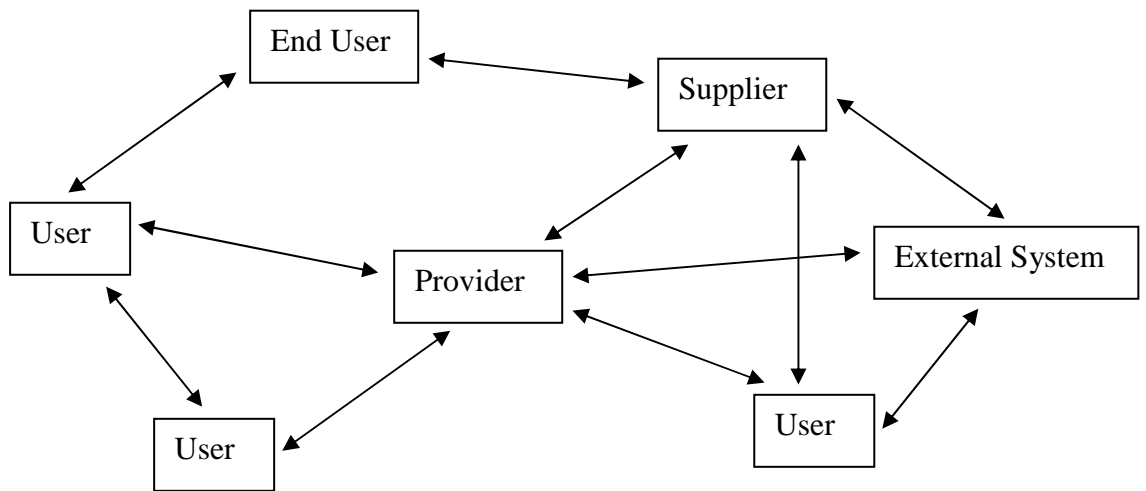 End User
Supplier
User
External System
Provider
User
User